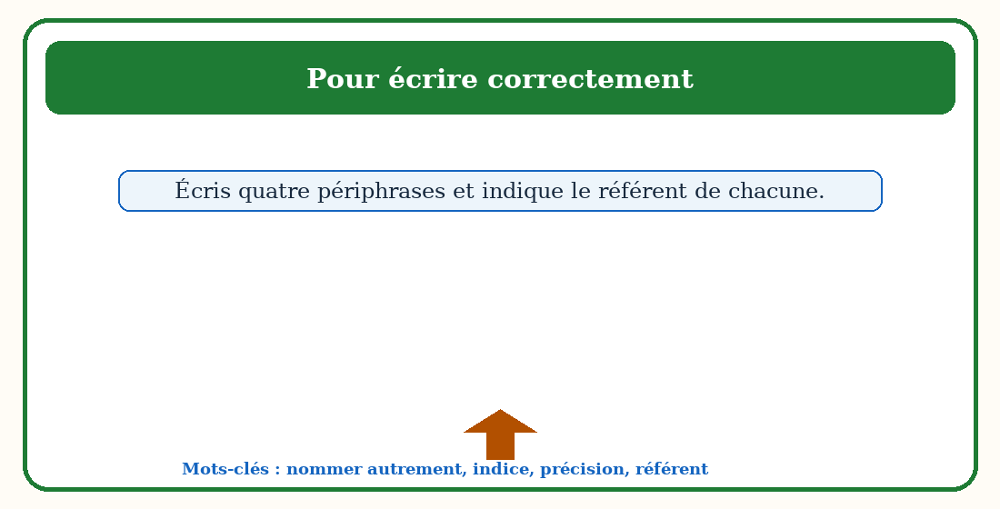 Pour écrire correctement
Écris quatre périphrases et indique le référent de chacune.
Mots-clés : nommer autrement, indice, précision, référent